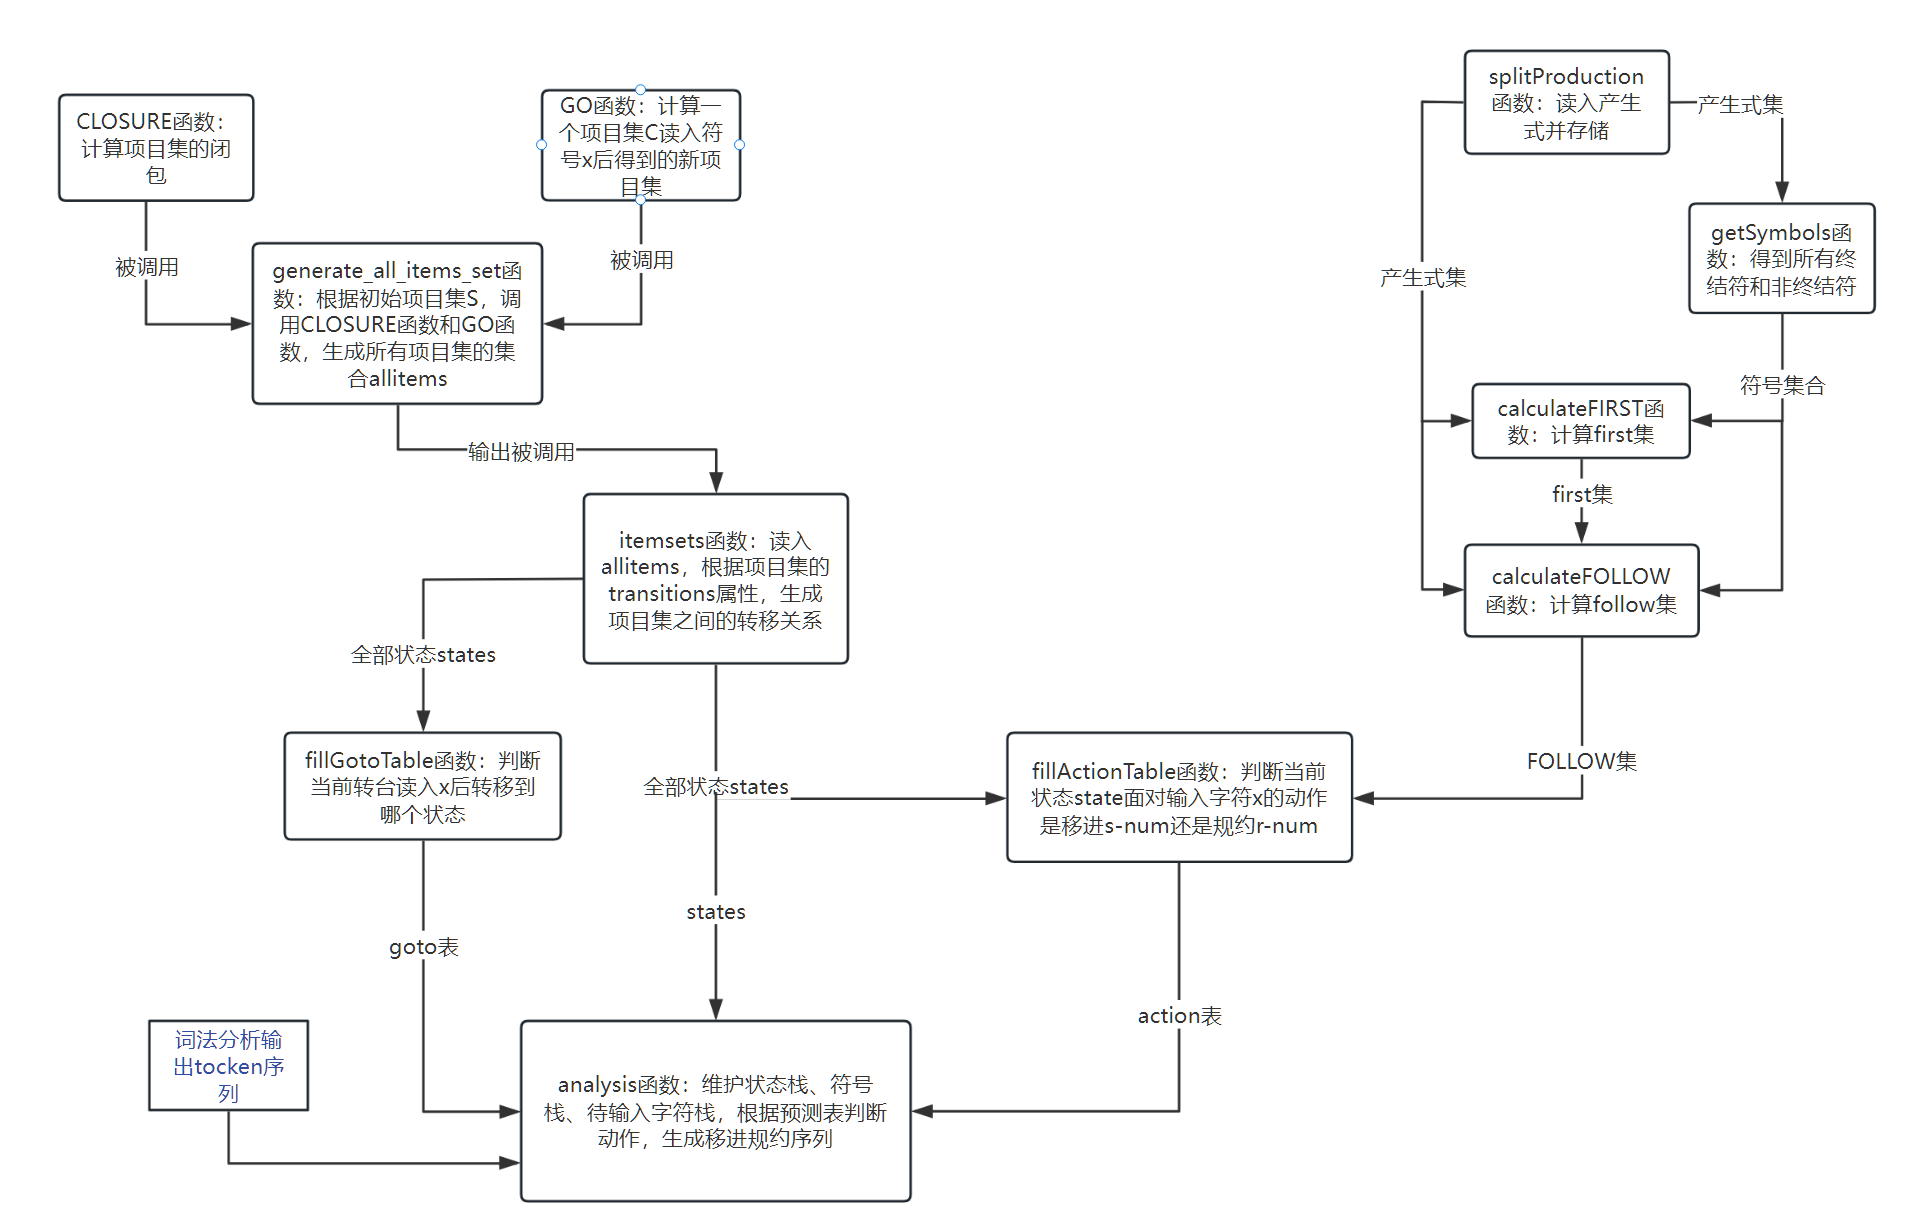 CLOSURE函数：
计算项目集的闭
包
GO函数：计算一
个项目集C读入符
号x后得到的新项
目集
splitProduction
函数：读入产生
式并存储
产生式集
被调用
被调用
generate_all_items_set函
数：根据初始项目集S，调
用CLOSURE函数和GO函
数，生成所有项目集的集
合allitems
产生式集
getSymbols函
数：得到所有终
结符和非终结符
符号集合
calculateFIRST函
数：计算first集
输出被调用
first集
itemsets函数：读入
allitems，根据项目集的
transitions属性，生成
项目集之间的转移关系
calculateFOLLOW
函数：计算follow集
全部状态states
fillGotoTable函数：判断
当前转台读入x后转移到
哪个状态
全部状态states
fillActionTable函数：判断当前
状态state面对输入字符x的动作
是移进s-num还是规约r-num
FOLLOW集
states
goto表
action表
词法分析输
出tocken序
列
analysis函数：维护状态栈、符号
栈、待输入字符栈，根据预测表判断
动作，生成移进规约序列